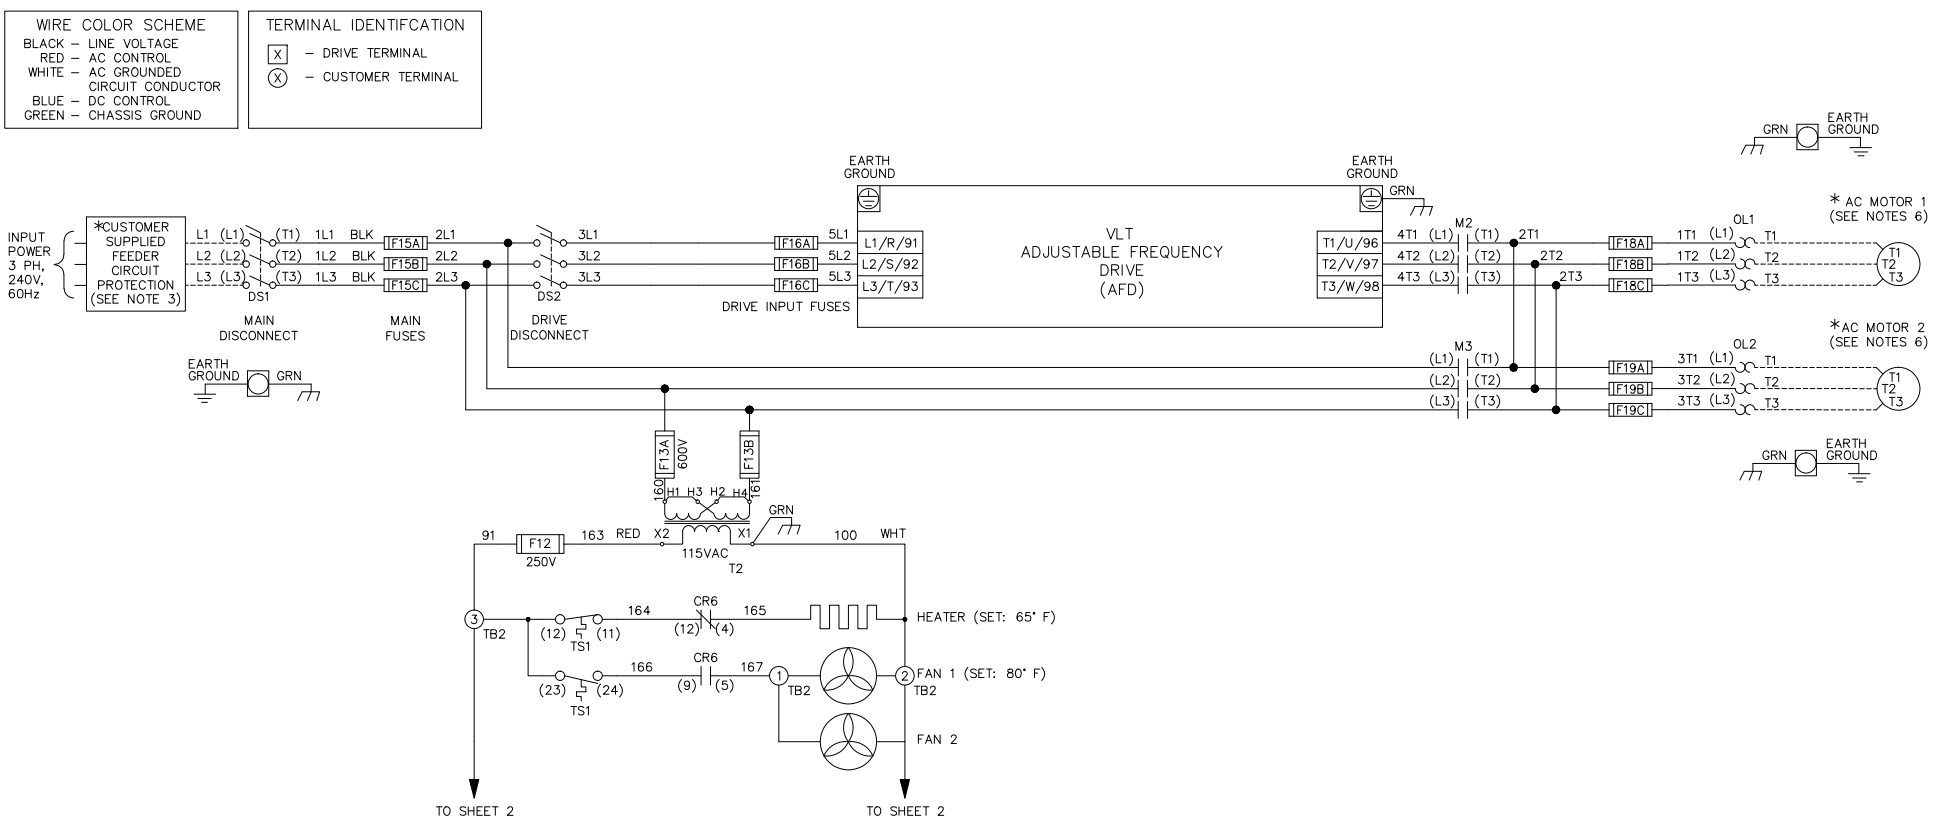 WIRE COLOR SCHEME
BLACK – LINE VOLTAGE
RED – AC CONTROL
WHITE – AC GROUNDED
CIRCUIT CONDUCTOR
BLUE – DC CONTROL
GREEN – CHASSIS GROUND
TERMINAL IDENTIFCATION
X – DRIVE TERMINAL
X – CUSTOMER TERMINAL
INPUT
POWER
3 PH,
240V,
60Hz
*CUSTOMER
SUPPLIED
FEEDER
CIRCUIT
PROTECTION
(SEE NOTE 3)
L1 (L1) (T1) 1L1 BLK F15A 2L1
L2 (L2) (T2) 1L2 BLK F15B 2L2
L3 (L3) (T3) 1L3 BLK F15C 2L3
DS1
MAIN
DISCONNECT
MAIN
FUSES
EARTH
GROUND
GRN
3L1
3L2
3L3
DS2
DRIVE
DISCONNECT
F16A 5L1
F16B 5L2
F16C 5L3
DRIVE INPUT FUSES
EARTH
GROUND
L1/R/91
L2/S/92
L3/T/93
VLT
ADJUSTABLE FREQUENCY
DRIVE
(AFD)
EARTH
GROUND
GRN
T1/U/96
T2/V/97
T3/W/98
M2
4T1 (L1) (T1) 2T1
4T2 (L2) (T2) 2T2
4T3 (L3) (T3) 2T3
F18A 1T1 (L1) T1
F18B 1T2 (L2) T2
F18C 1T3 (L3) T3
OL1
GRN
EARTH
GROUND
* AC MOTOR 1
(SEE NOTES 6)
T1
T2
T3
M3
(L1) (T1)
(L2) (T2)
(L3) (T3)
F19A 3T1 (L1) T1
F19B 3T2 (L2) T2
F19C 3T3 (L3) T3
OL2
*AC MOTOR 2
(SEE NOTES 6)
T1
T2
T3
GRN
EARTH
GROUND
F13A
600V
F13B
160
H1 H3 H2 H4
161
GRN
91 F12 163 RED X2 X1 100 WHT
250V
115VAC
T2
3
TB2
(12) (11)
TS1
164
CR6
(12) (4)
165
HEATER (SET: 65° F)
(23) (24)
TS1
166
CR6
(9) (5)
167
1
TB2
2
TB2
FAN 1 (SET: 80° F)
FAN 2
TO SHEET 2
TO SHEET 2